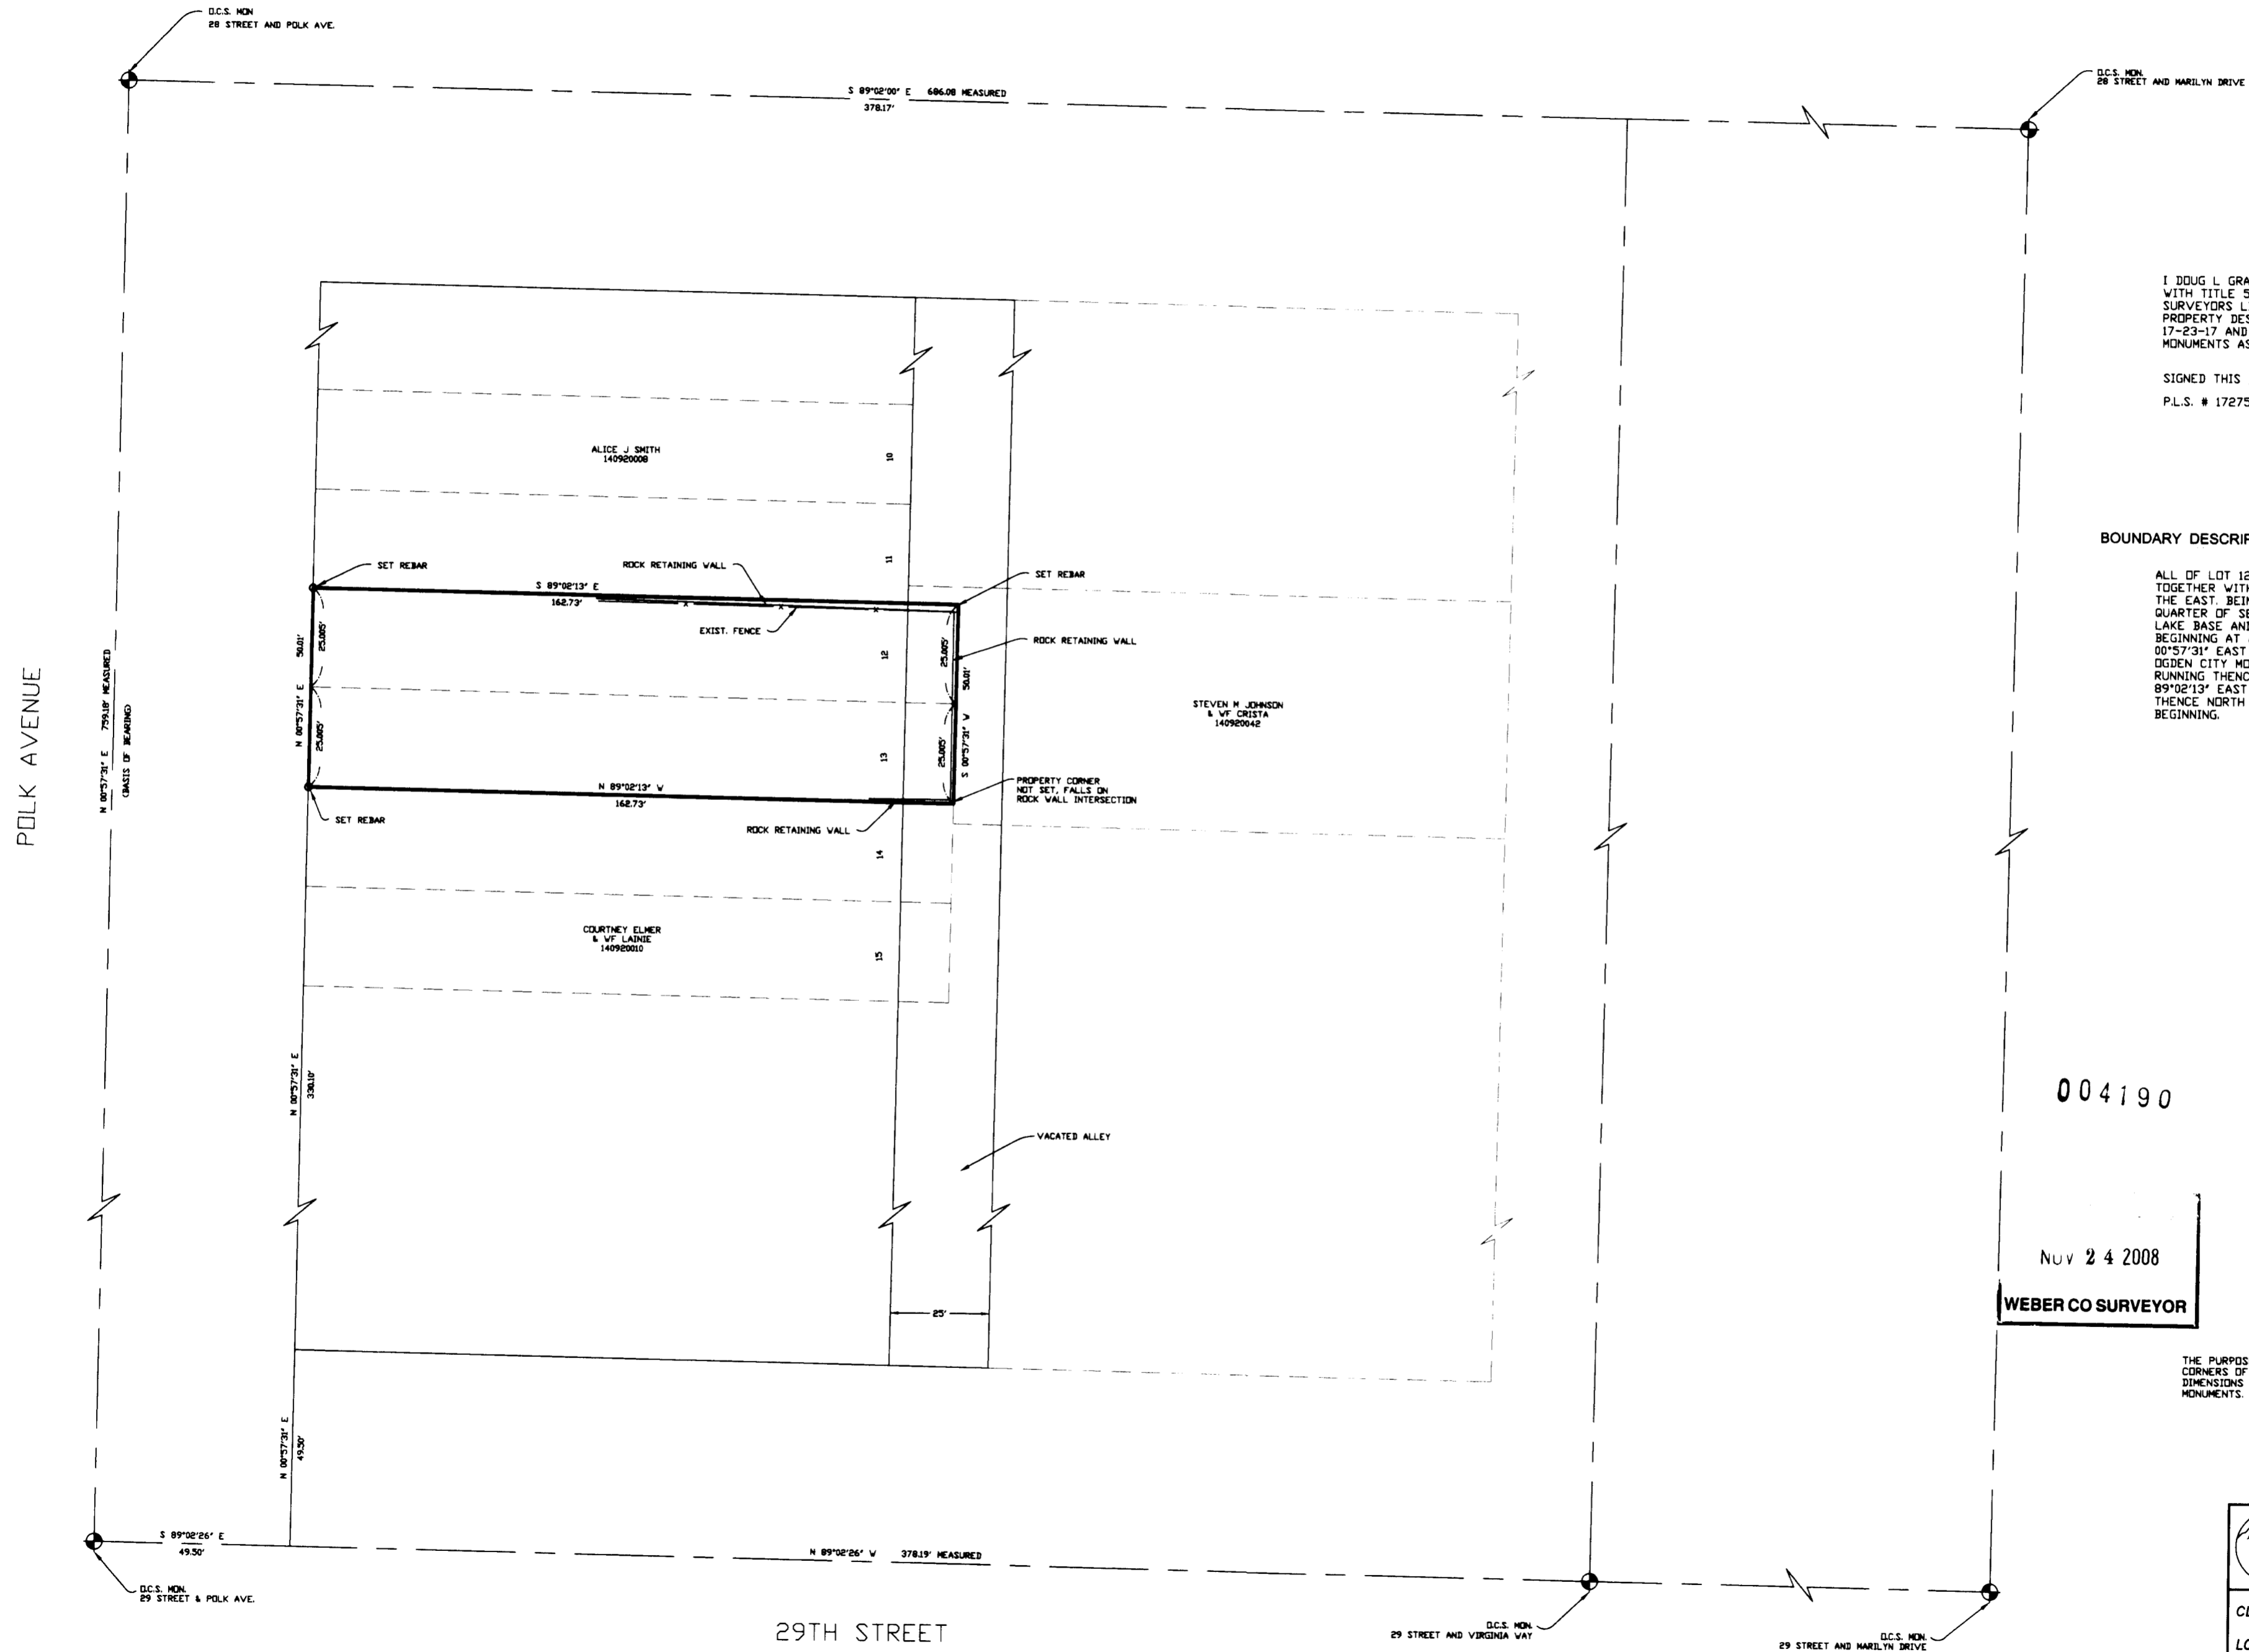 O.C.S. MON
28 STREET AND POLK AVE.
O.C.S. MON.
28 STREET AND MARILYN DRIVE
S 89°02'00" E 686.08 MEASURED
378.17'
I DOUG L GRA
WITH TITLE 5
SURVEYORS L
PROPERTY DES
17-23-17 AND
MONUMENTS AS
SIGNED THIS
P.L.S. # 17275
ALICE J SMITH
140920008
10
11
BOUNDARY DESCRI
ALL OF LOT 12
TOGETHER WITH
THE EAST. BEI
QUARTER OF SE
LAKE BASE AND
BEGINNING AT
00°57'31" EAST
OGDEN CITY MO
RUNNING THENC
89°02'13" EAST
THENCE NORTH
BEGINNING.
SET REBAR
ROCK RETAINING WALL
SET REBAR
S 89°02'13" E
162.73'
EXIST. FENCE
ROCK RETAINING WALL
N 00°57'31" E 50.01'
25.005'
25.005'
12
13
25.005'
25.005'
S 00°57'31" W 50.01'
STEVEN M JOHNSON
& WF CRISTA
140920042
POLK AVENUE
N 00°57'31" E 759.18' MEASURED
(BASIS OF BEARING)
N 89°02'13" W
162.73'
PROPERTY CORNER
NOT SET, FALLS ON
ROCK WALL INTERSECTION
SET REBAR
ROCK RETAINING WALL
14
COURTNEY ELMER
& WF LAINIE
140920010
15
N 00°57'31" E
330.10'
VACATED ALLEY
004190
NOV 24 2008
WEBER CO SURVEYOR
25'
THE PURPOS
CORNERS OF
DIMENSIONS
MONUMENTS.
N 00°57'31" E
49.50'
S 89°02'26" E
49.50'
N 89°02'26" W 378.19' MEASURED
O.C.S. MON.
29 STREET & POLK AVE.
29TH STREET
O.C.S. MON.
29 STREET AND VIRGINIA WAY
O.C.S. MON.
29 STREET AND MARILYN DRIVE